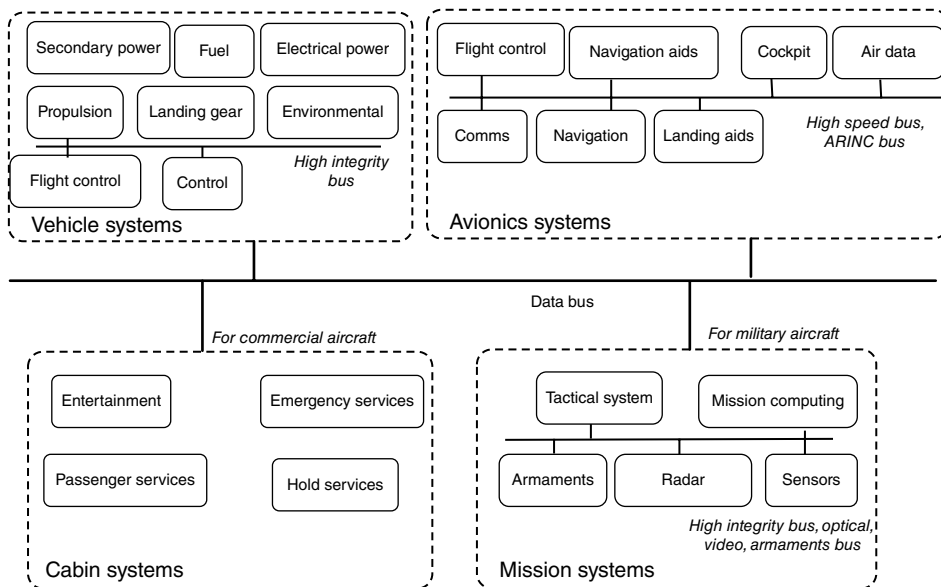 Secondary power
Fuel
Electrical power
Propulsion
Landing gear
Environmental
High integrity
bus
Flight control
Control
Vehicle systems
Flight control
Navigation aids
Cockpit
Air data
Comms
Navigation
Landing aids
High speed bus,
ARINC bus
Avionics systems
Data bus
For commercial aircraft
For military aircraft
Entertainment
Emergency services
Passenger services
Hold services
Cabin systems
Tactical system
Mission computing
Armaments
Radar
Sensors
High integrity bus, optical,
video, armaments bus
Mission systems